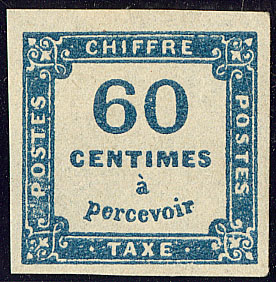 CHIFFRE
POSTES
60
CENTIMES
à
percevoir
POSTES
· TAXE ·